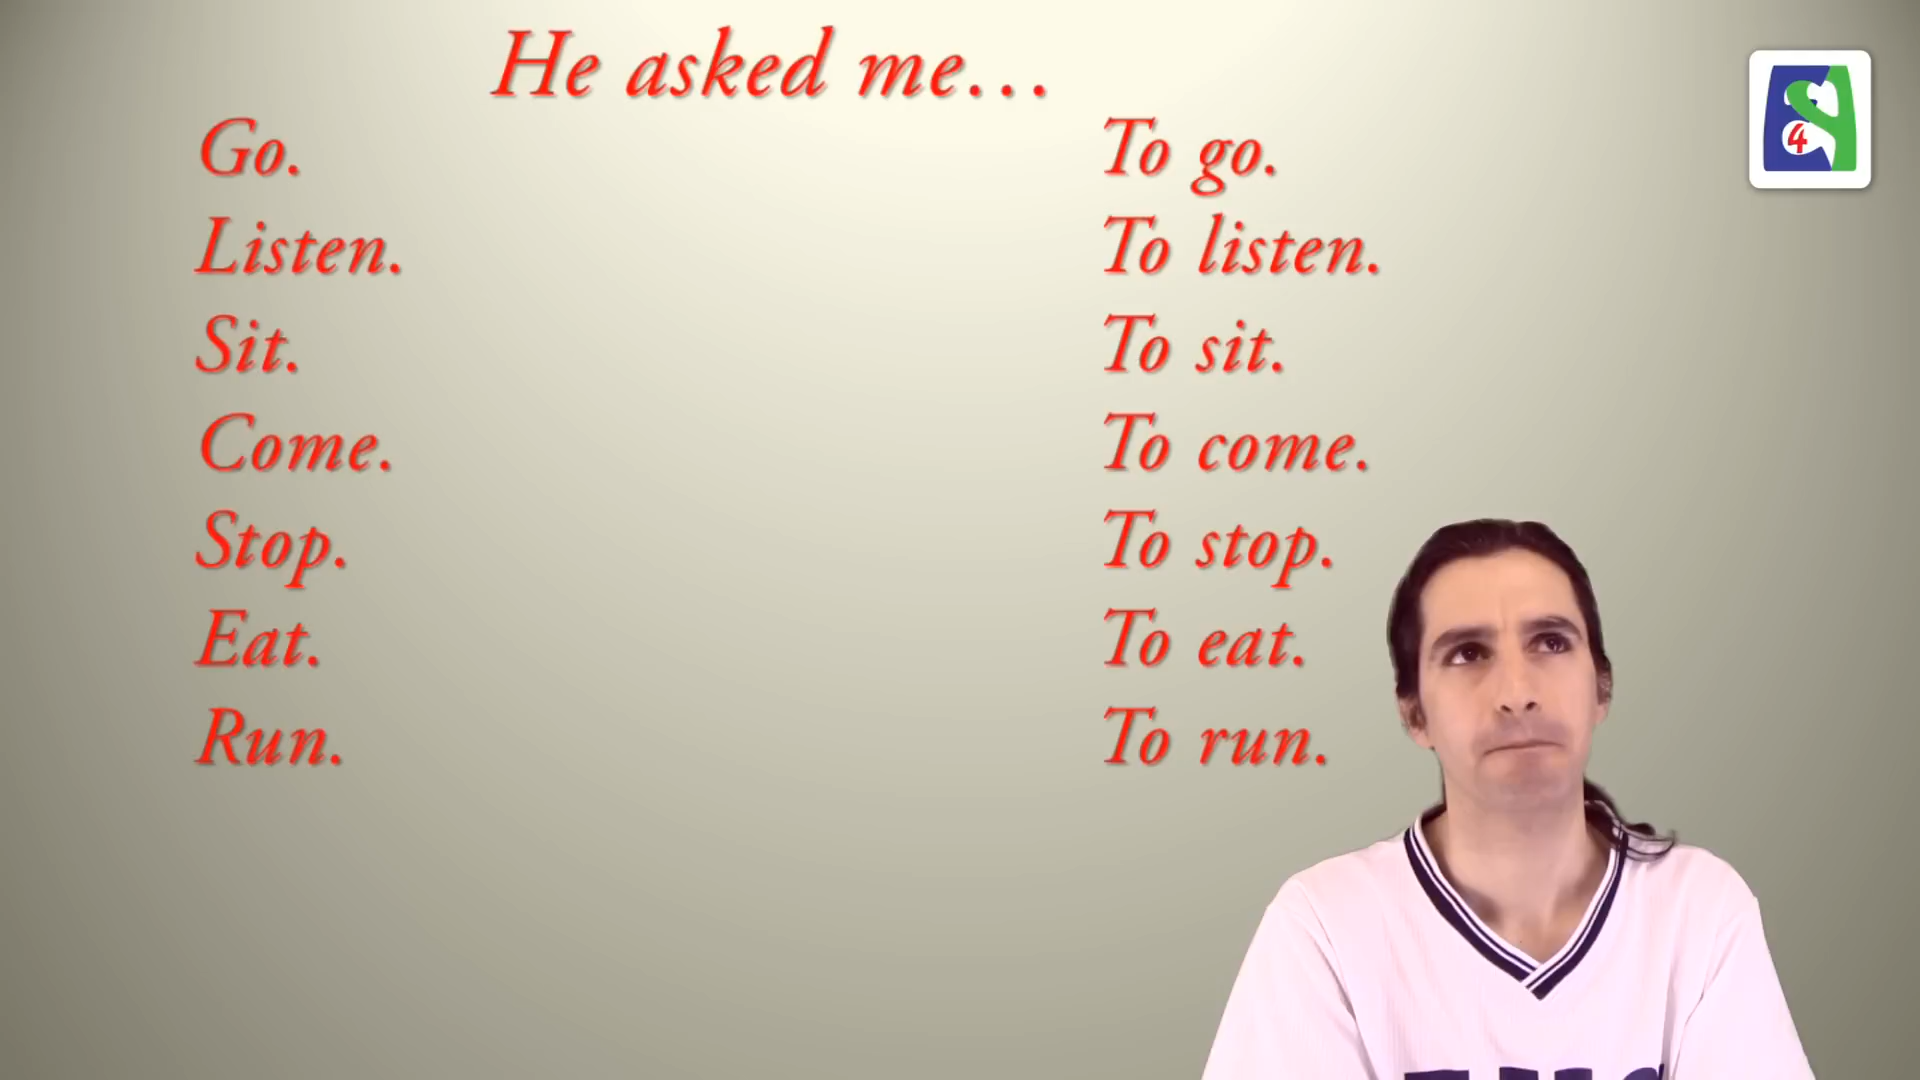 He asked me...
Go.
To go.
Listen.
To listen.
Sit.
To sit.
Come.
To come.
Stop.
To stop.
Eat.
To eat.
Run.
To run.
4